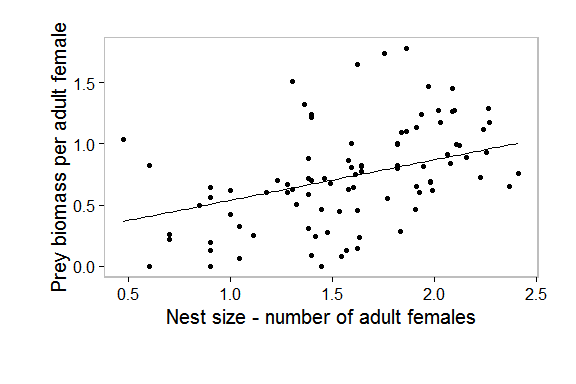 Prey biomass per adult female
1.5
1.0
0.5
0.0
0.5 1.0 1.5 2.0 2.5
Nest size - number of adult females